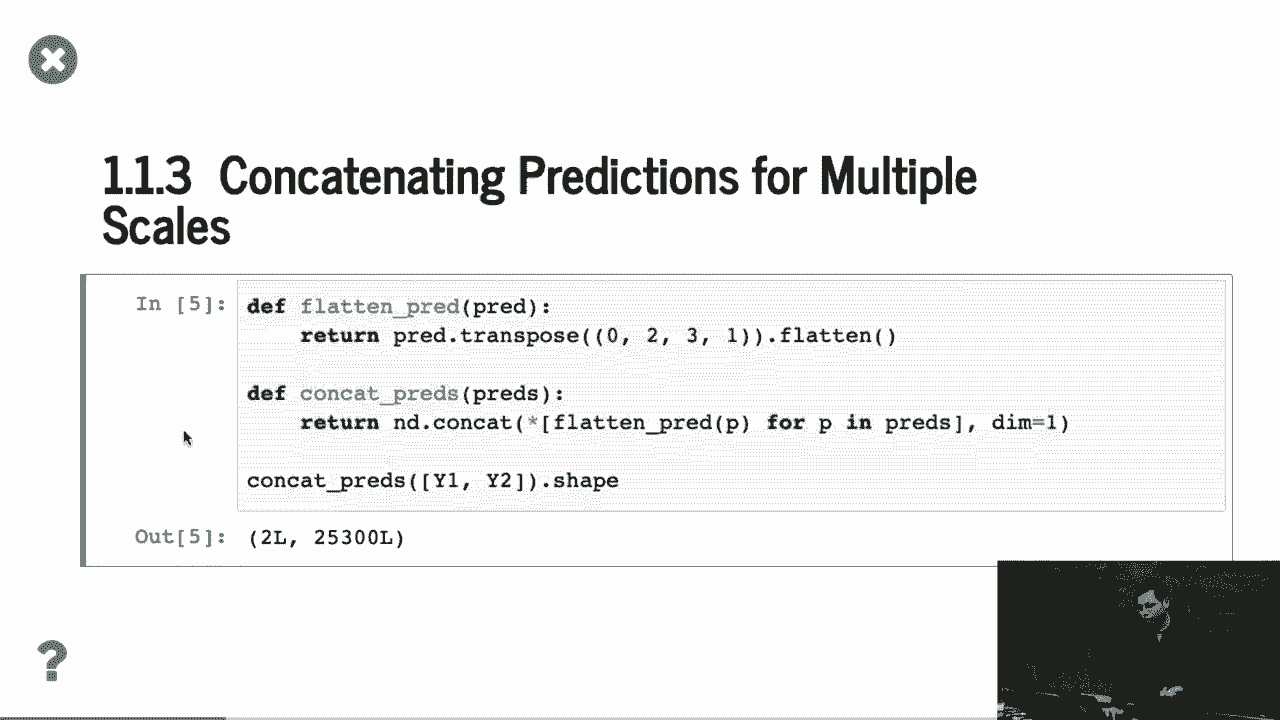 1.1.3 Concatenating Predictions for Multiple
Scales
In [5]:
def flatten_pred(pred):
    return pred.transpose((0, 2, 3, 1)).flatten()
def concat_preds(preds):
    return nd.concat(*[flatten_pred(p) for p in preds], dim=1)
concat_preds([Y1, Y2]).shape
Out[5]: (2L, 25300L)
?